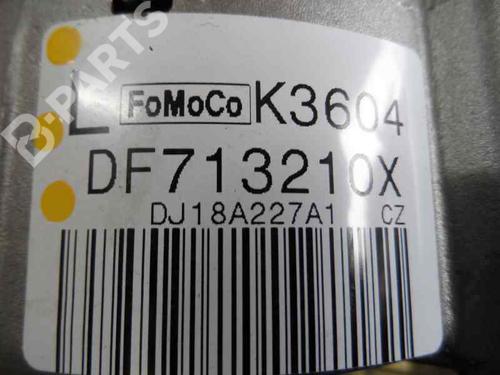 L FoMoCo K3604
DF713210X
DJ18A227A1 CZ
B-PARTS